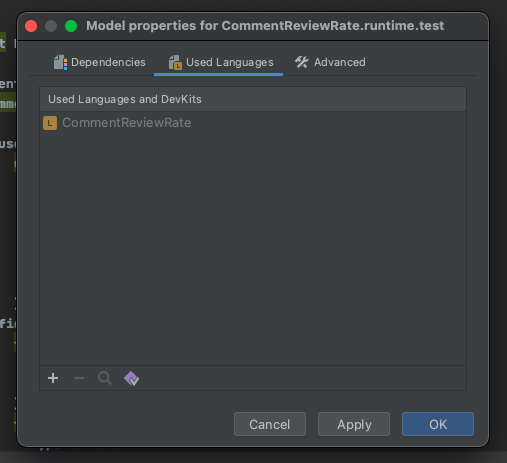 Model properties for CommentReviewRate.runtime.test
Dependencies
Used Languages
Advanced
Used Languages and DevKits
L CommentReviewRate
Cancel
Apply
OK